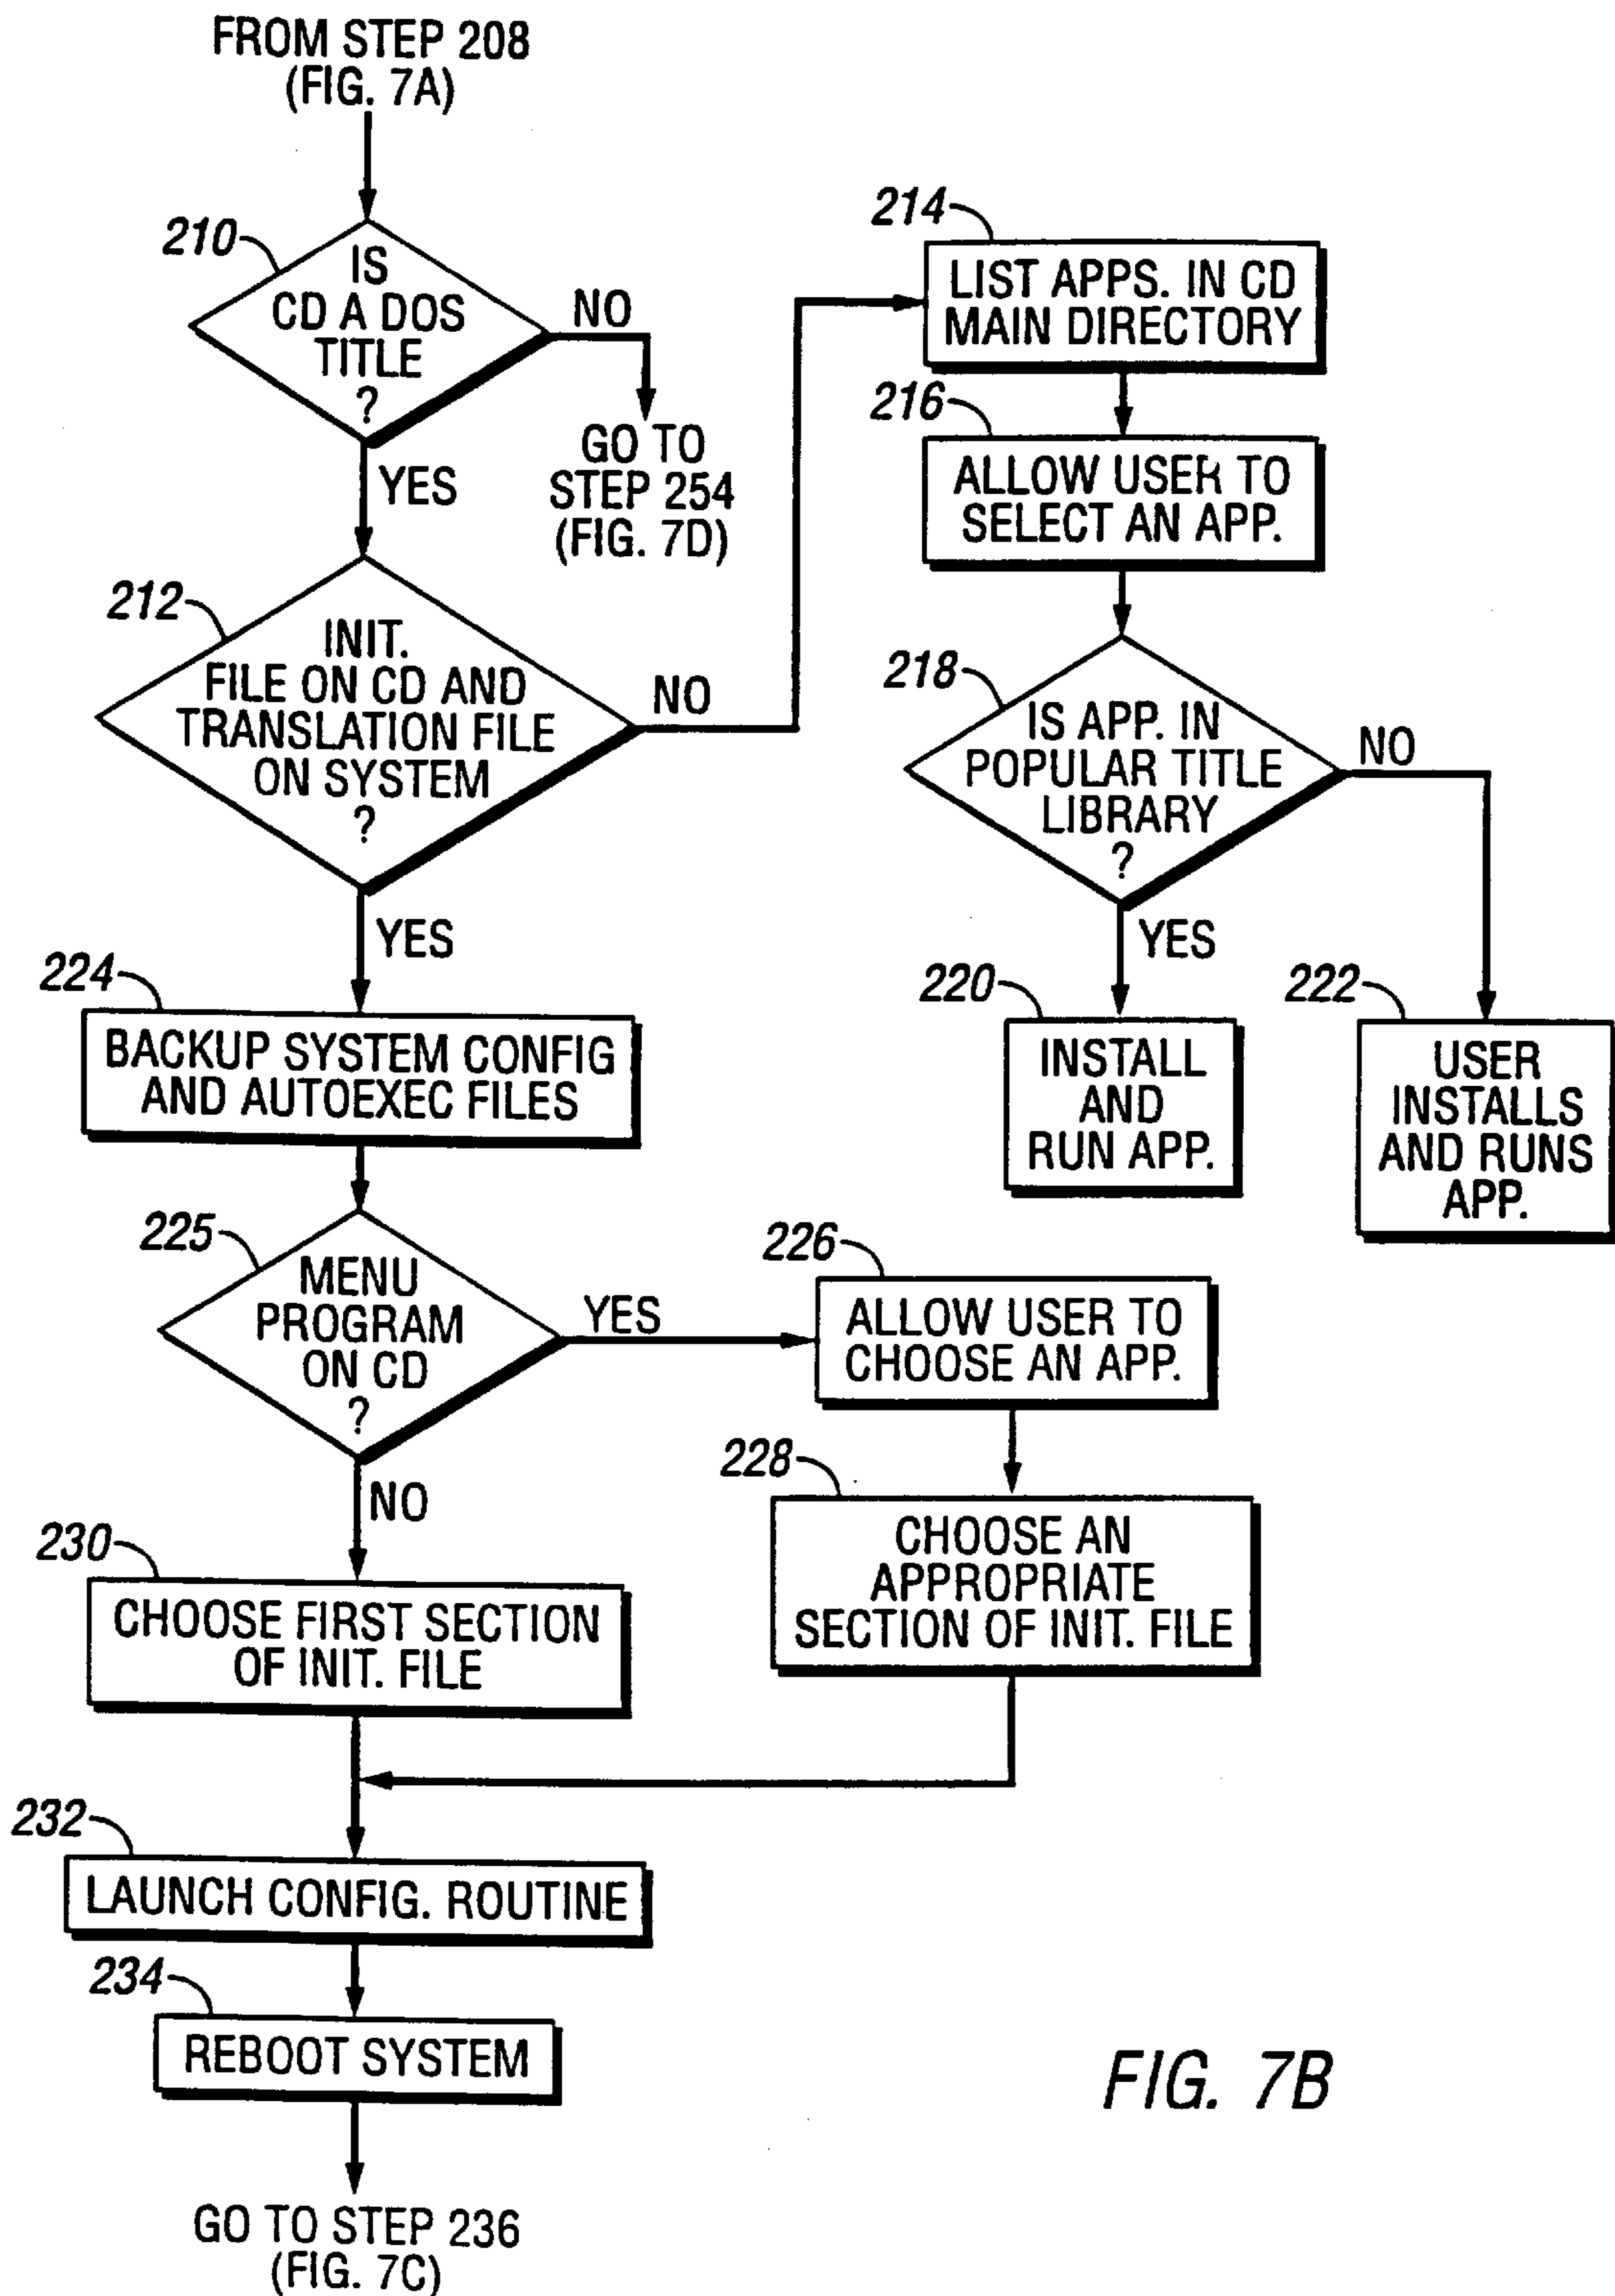 FROM STEP 208
(FIG. 7A)
210
IS
CD A DOS
TITLE
?
NO
GO TO
STEP 254
(FIG. 7D)
YES
212
INIT.
FILE ON CD AND
TRANSLATION FILE
ON SYSTEM
?
NO
214
LIST APPS. IN CD
MAIN DIRECTORY
216
ALLOW USER TO
SELECT AN APP.
218
IS APP. IN
POPULAR TITLE
LIBRARY
?
NO
YES
220
INSTALL
AND
RUN APP.
222
USER
INSTALLS
AND RUNS
APP.
YES
224
BACKUP SYSTEM CONFIG
AND AUTOEXEC FILES
225
MENU
PROGRAM
ON CD
?
YES
226
ALLOW USER TO
CHOOSE AN APP.
228
CHOOSE AN
APPROPRIATE
SECTION OF INIT. FILE
NO
230
CHOOSE FIRST SECTION
OF INIT. FILE
232
LAUNCH CONFIG. ROUTINE
234
REBOOT SYSTEM
GO TO STEP 236
(FIG. 7C)
FIG. 7B